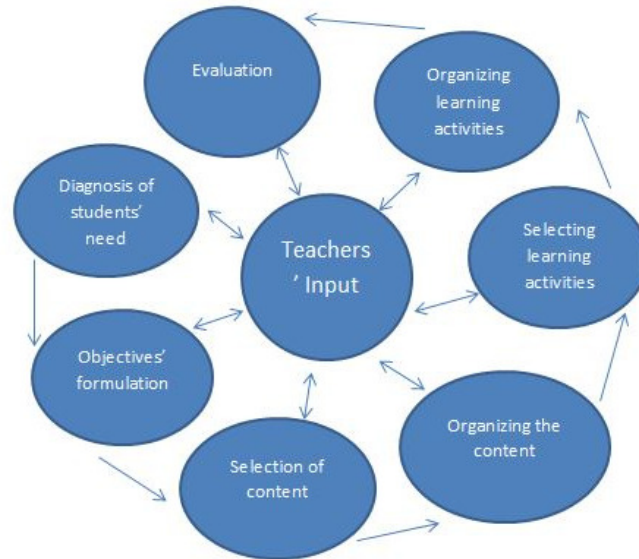 Evaluation
Organizing
learning
activities
Diagnosis of
students'
need
Teachers
' Input
Selecting
learning
activities
Objectives'
formulation
Organizing the
content
Selection of
content